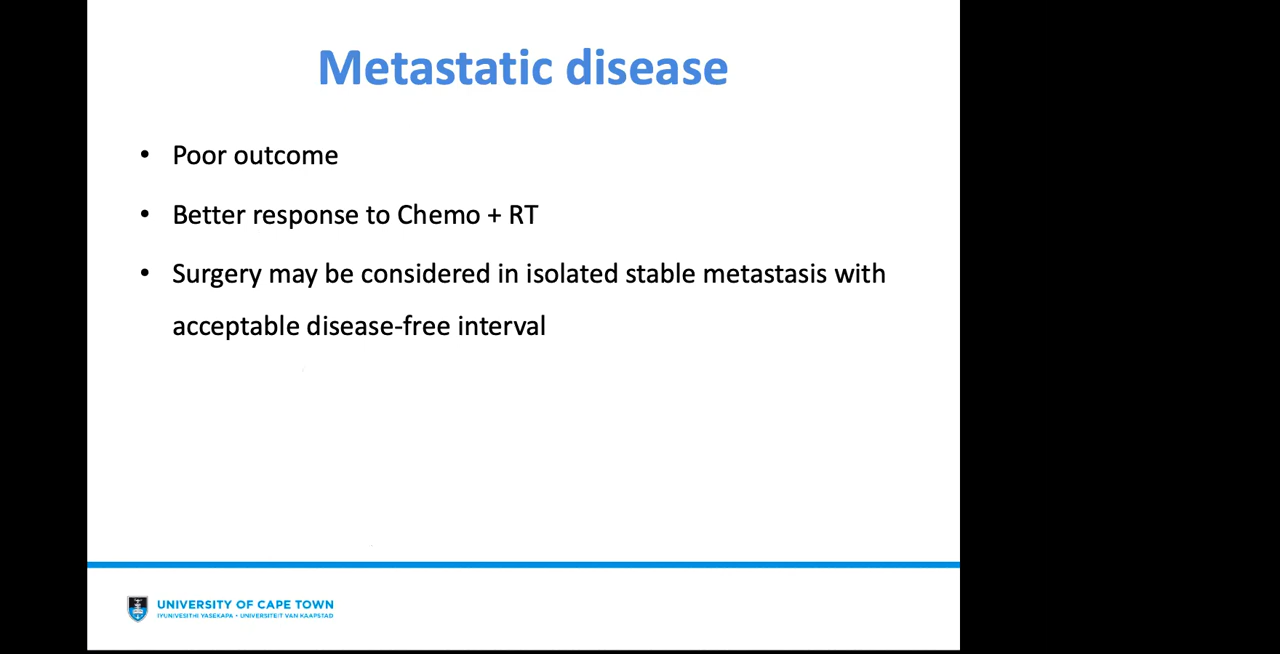 Metastatic disease
• Poor outcome
• Better response to Chemo + RT
• Surgery may be considered in isolated stable metastasis with
acceptable disease-free interval
UNIVERSITY OF CAPE TOWN
IYUNIVESITHI YASEKAPA • UNIVERSITEIT VAN KAAPSTAD